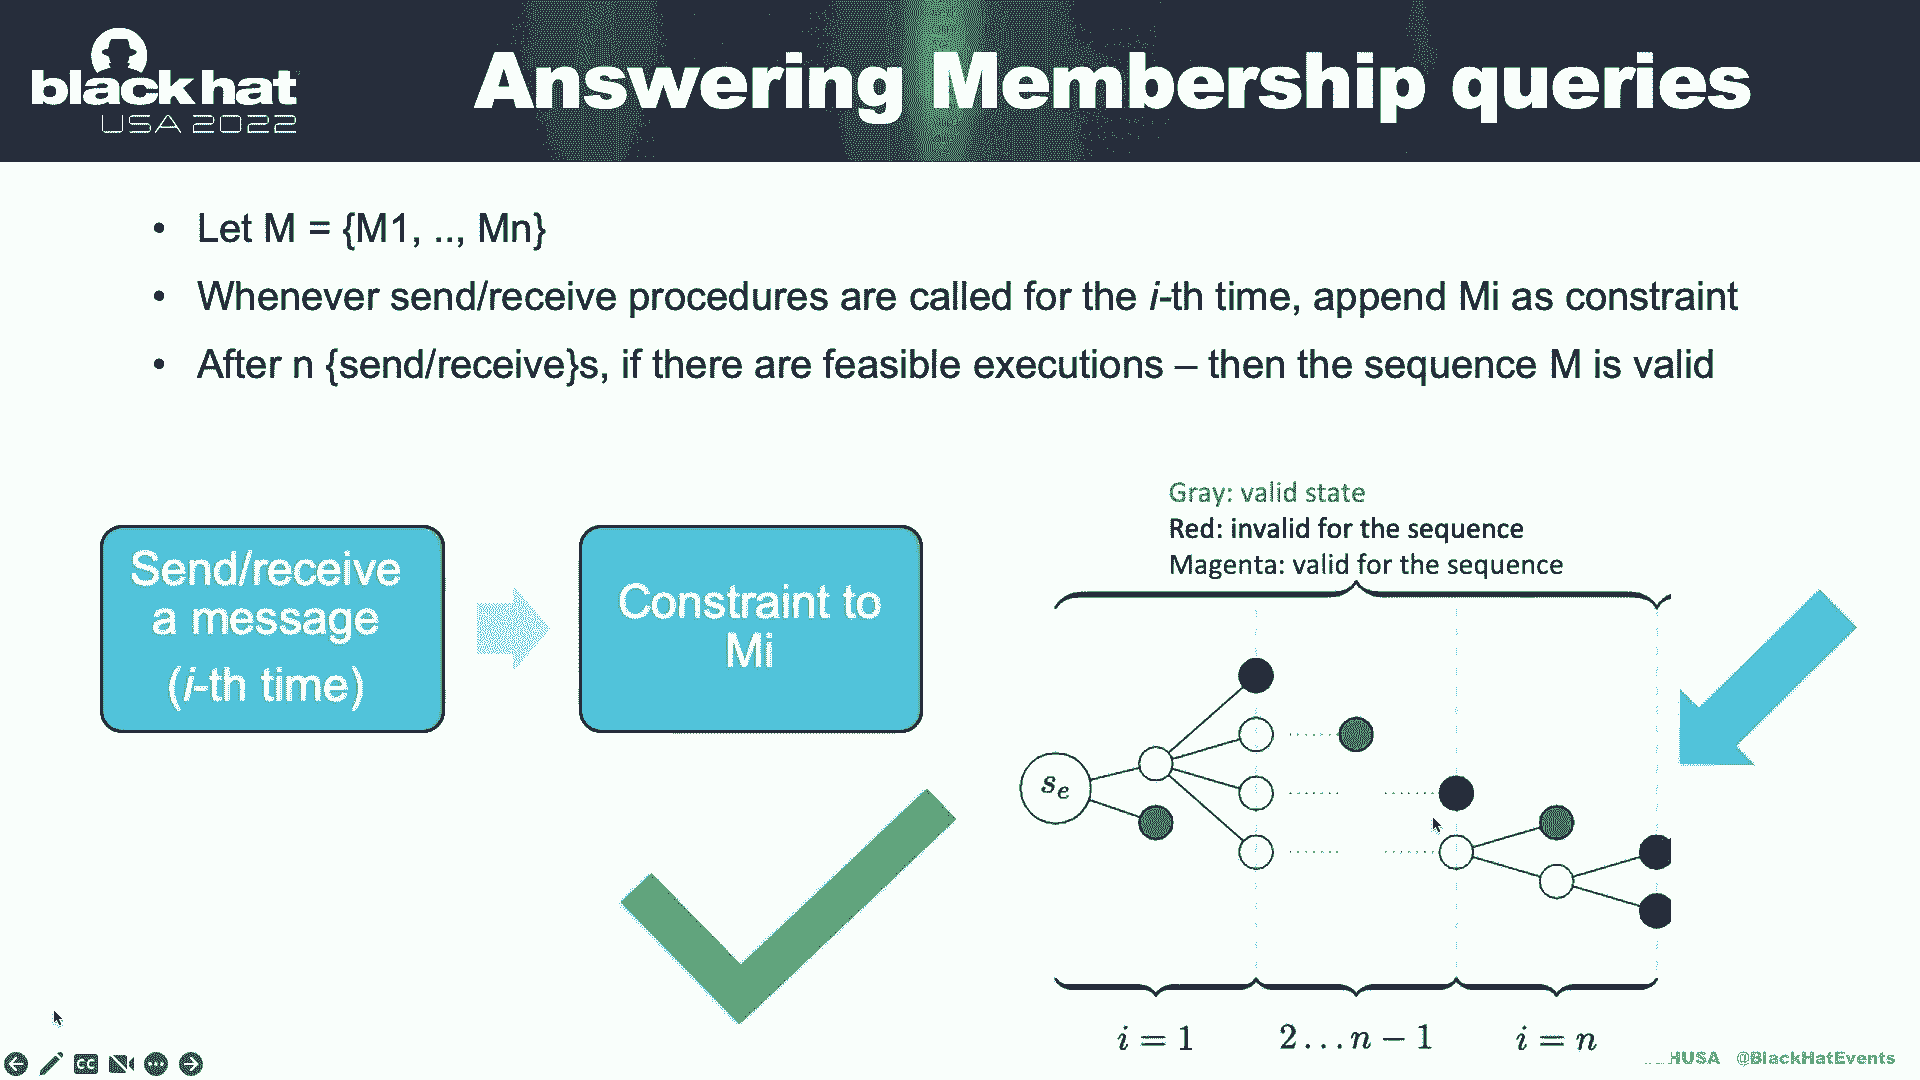 black hat
USA 2022
Answering Membership queries
• Let M = {M1, .., Mn}
• Whenever send/receive procedures are called for the i-th time, append Mi as constraint
• After n {send/receive}s, if there are feasible executions – then the sequence M is valid
Gray: valid state
Red: invalid for the sequence
Magenta: valid for the sequence
Send/receive
a message
(i-th time)
Constraint to
Mi
se
i = 1
2...n − 1
i = n
CC
HUSA @BlackHatEvents